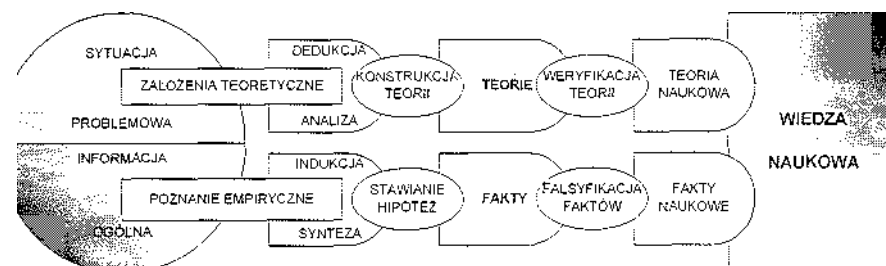 SYTUACJA
ZAŁOŻENIA TEORETYCZNE
PROBLEMOWA
DEDUKCJA
ANALIZA
KONSTRUKCJA
TEORII
TEORIE
WERYFIKACJA
TEORII
TEORIA
NAUKOWA
INFORMACJA
POZNANIE EMPIRYCZNE
OGÓLNA
INDUKCJA
SYNTEZA
STAWIANIE
HIPOTEZ
FAKTY
FALSYFIKACJA
FAKTÓW
FAKTY
NAUKOWE
WIEDZA
NAUKOWA